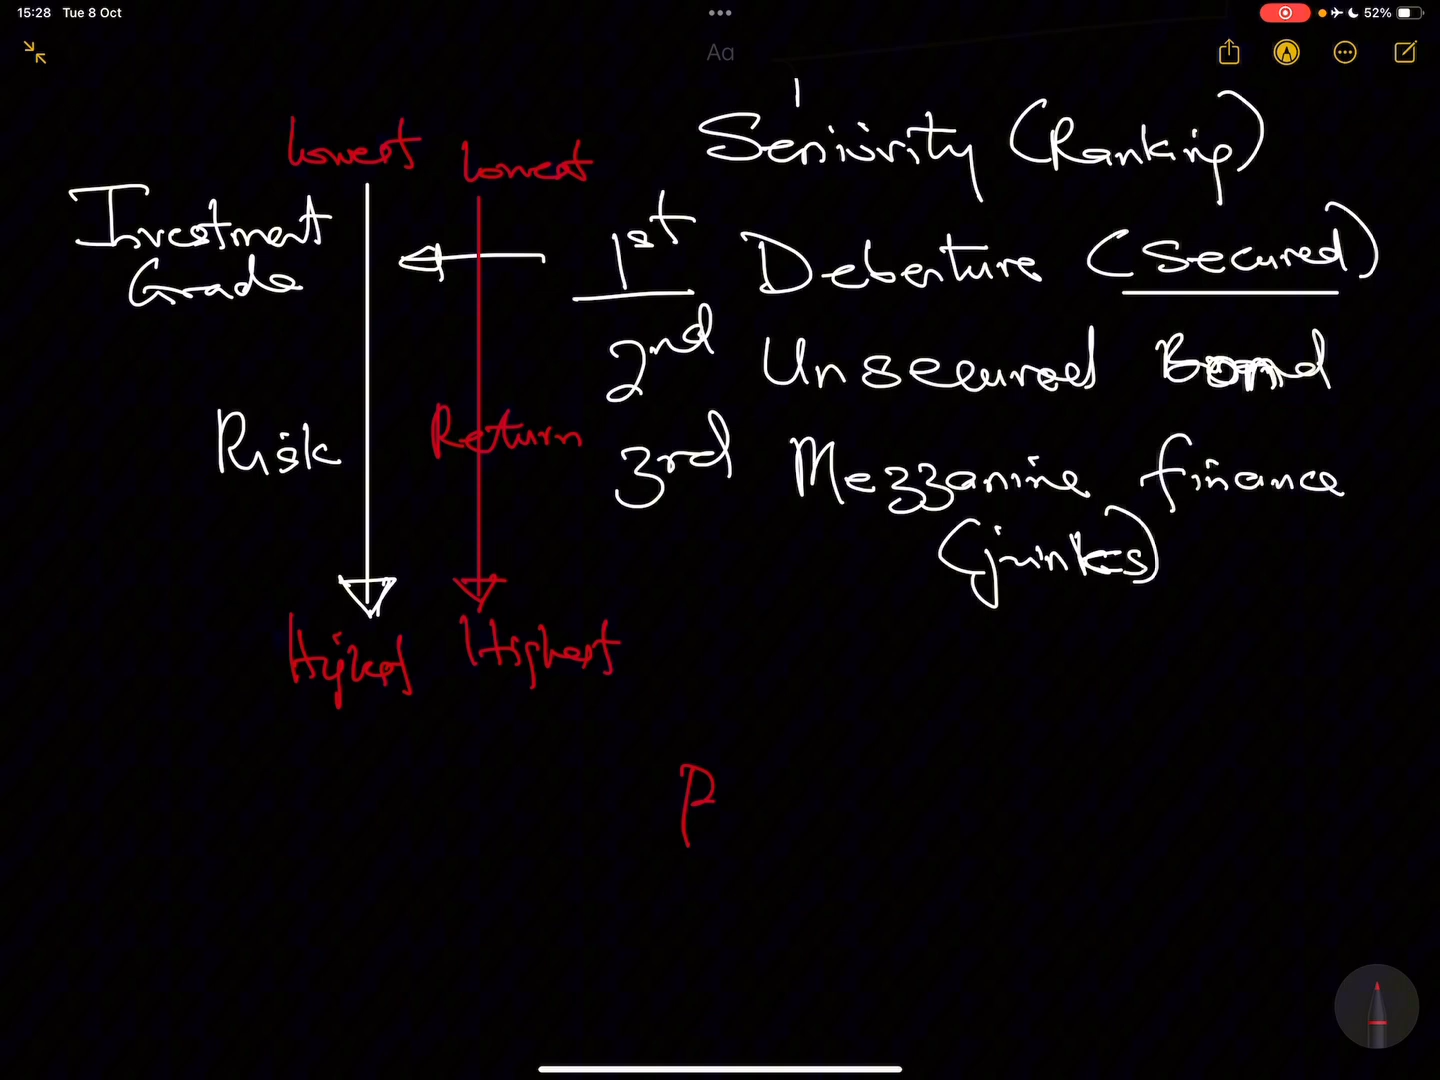 15:28 Tue 8 Oct
52%
Aa
Seniority (Ranking)
Lowest Lowest
Investment
Grade
1st Debenture (Secured)
2nd Unsecured Bond
Risk
Return
3rd Mezzanine finance
(junks)
Highest Highest
P